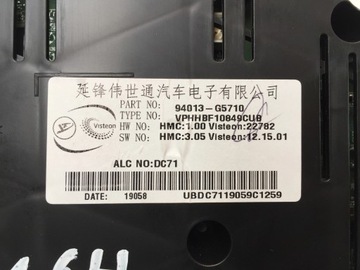 延锋伟世通汽车电子有限公司
PART NO: 94013-G5710
TYPE NO: VPHHBF10849CUB
Visteon
HW NO: HMC:1.00 Visteon:22782
SW NO: HMC:3.05 Visteon:12.15.01
ALC NO:DC71
DATE: 19058 UBDC7119059C1259